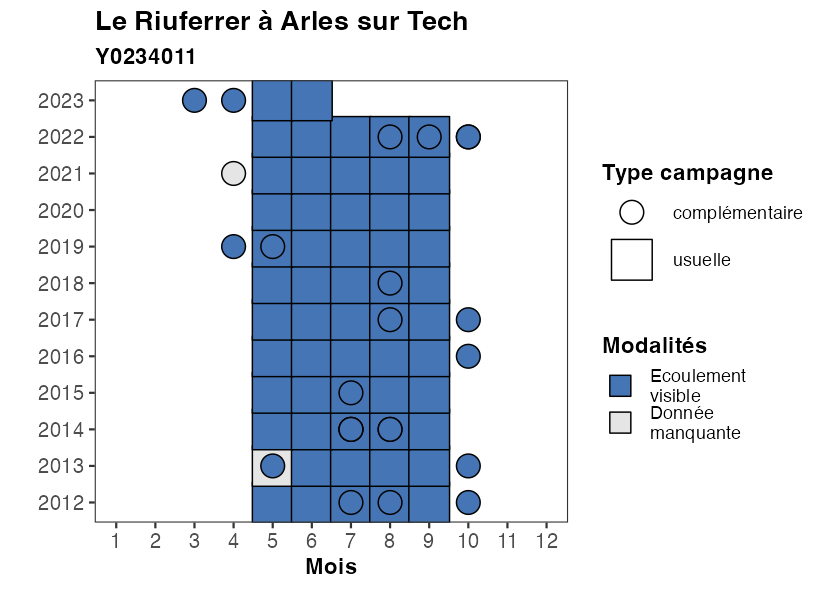 Le Riuferrer à Arles sur Tech
Y0234011
2023
2022
2021
2020
2019
2018
2017
2016
2015
2014
2013
2012
1 2 3 4 5 6 7 8 9 10 11 12
Mois
Type campagne
complémentaire
usuelle
Modalités
Ecoulement
visible
Donnée
manquante